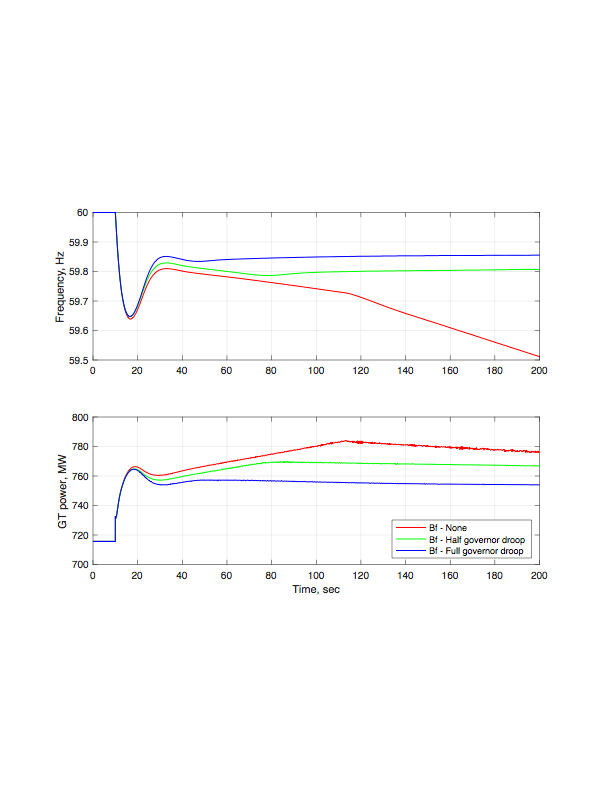 60
59.9
59.8
59.7
59.6
59.5
Frequency, Hz
0 20 40 60 80 100 120 140 160 180 200
800
780
760
740
720
700
GT power, MW
Bf - None
Bf - Half governor droop
Bf - Full governor droop
0 20 40 60 80 100 120 140 160 180 200
Time, sec